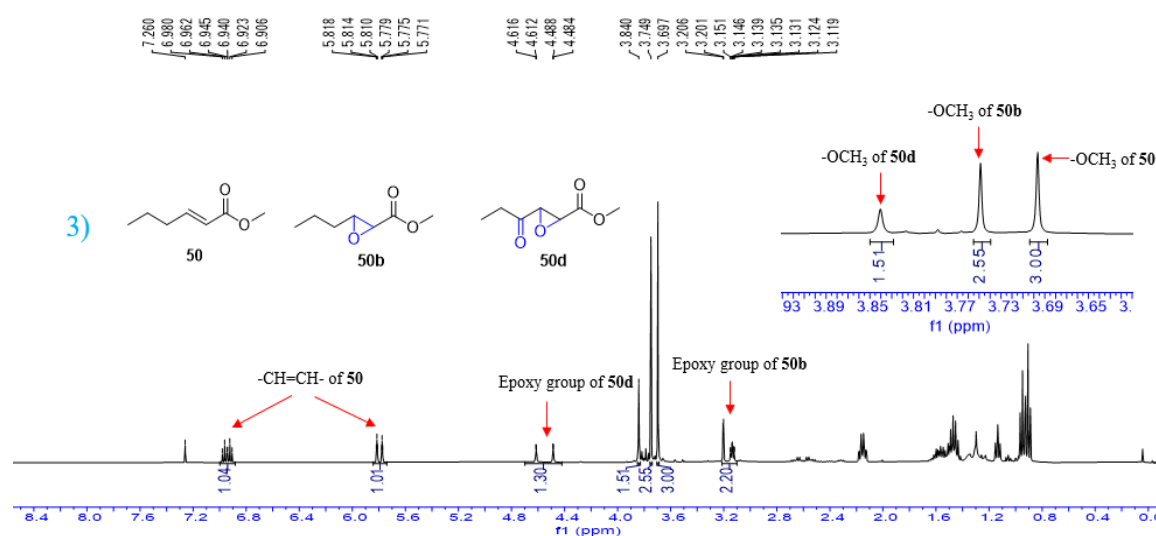 7.260 6.980 6.962 6.945 6.940 6.923 6.906 5.818 5.814 5.810 5.779 5.775 5.771 4.616 4.612 4.488 4.484 3.840 3.749 3.697 3.206 3.201 3.151 3.146 3.139 3.135 3.131 3.124 3.119
-OCH₃ of 50b
-OCH₃ of 50d
-OCH₃ of 50
3)
O
O
50
O
O
O
50b
O
O
O
O
50d
1.51 2.55 3.00
93 3.89 3.85 3.81 3.77 3.73 3.69 3.65 3.
f1 (ppm)
-CH=CH- of 50
Epoxy group of 50d
Epoxy group of 50b
1.04 1.01 1.30 1.51 2.55 3.00 2.20
8.4 8.0 7.6 7.2 6.8 6.4 6.0 5.6 5.2 4.8 4.4 4.0 3.6 3.2 2.8 2.4 2.0 1.6 1.2 0.8 0.4 0.
f1 (ppm)